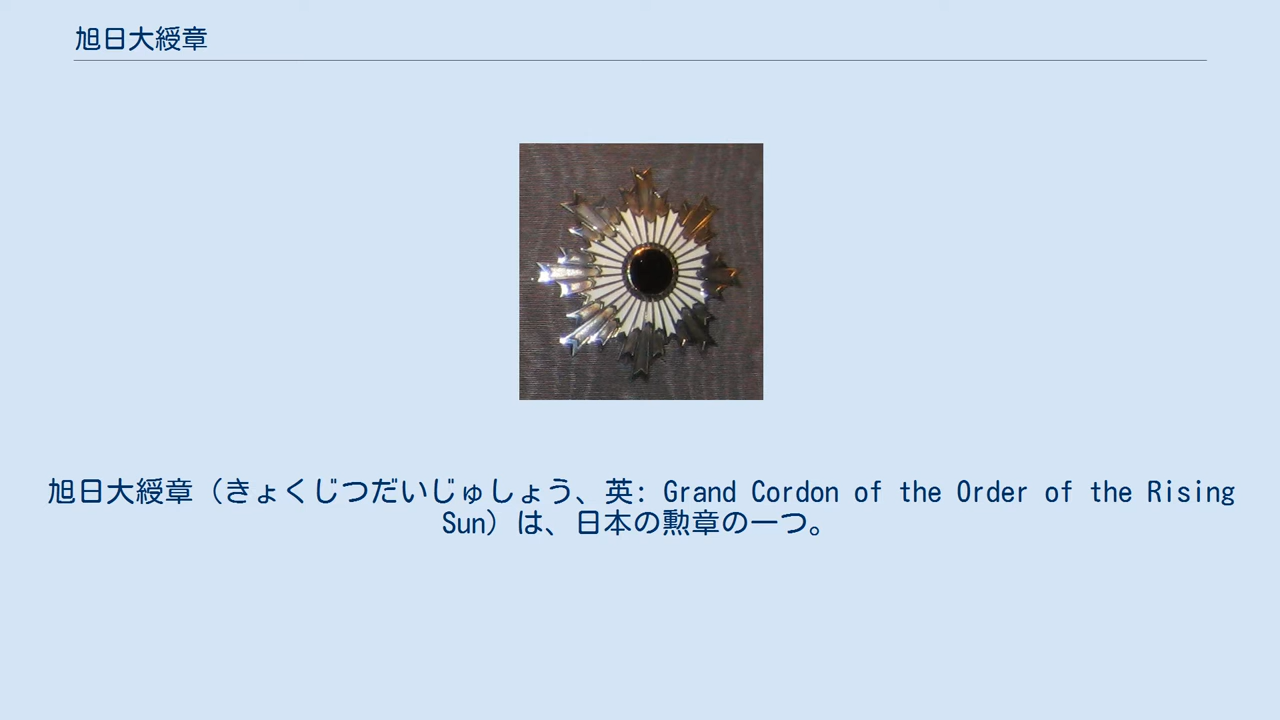 旭日大綬章
旭日大綬章（きょくじつだいじゅしょう、英: Grand Cordon of the Order of the Rising
Sun）は、日本の勲章の一つ。